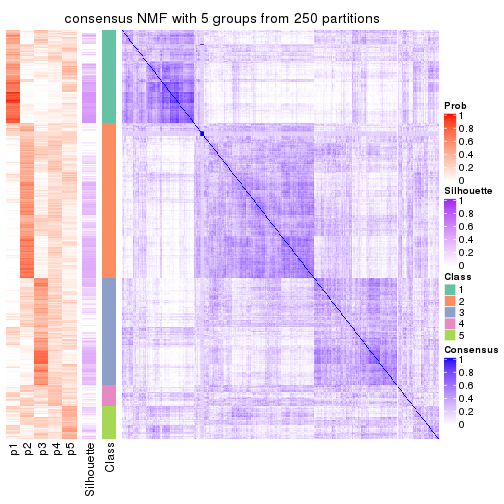 consensus NMF with 5 groups from 250 partitions
Prob
1
0.8
0.6
0.4
0.2
0
Silhouette
1
0.8
0.6
0.4
0.2
0
Class
1
2
3
4
5
Consensus
1
0.8
0.6
0.4
0.2
0
p1
p2
p3
p4
p5
Silhouette
Class